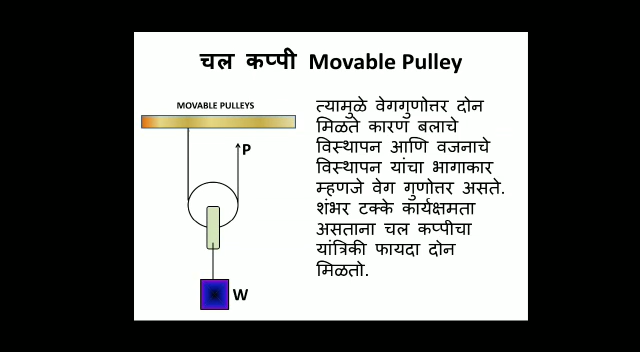 चल कप्पी Movable Pulley
MOVABLE PULLEYS
P
W
त्यामुळे वेगगुणोत्तर दोन
मिळते कारण बलाचे
विस्थापन आणि वजनाचे
विस्थापन यांचा भागाकार
म्हणजे वेग गुणोत्तर असते.
शंभर टक्के कार्यक्षमता
असताना चल कप्पीचा
यांत्रिकी फायदा दोन
मिळतो.